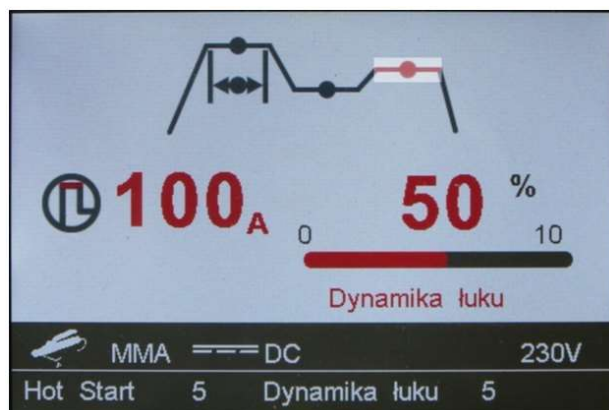 100A 50 %
0 10
Dynamika łuku
MMA DC 230V
Hot Start 5 Dynamika łuku 5